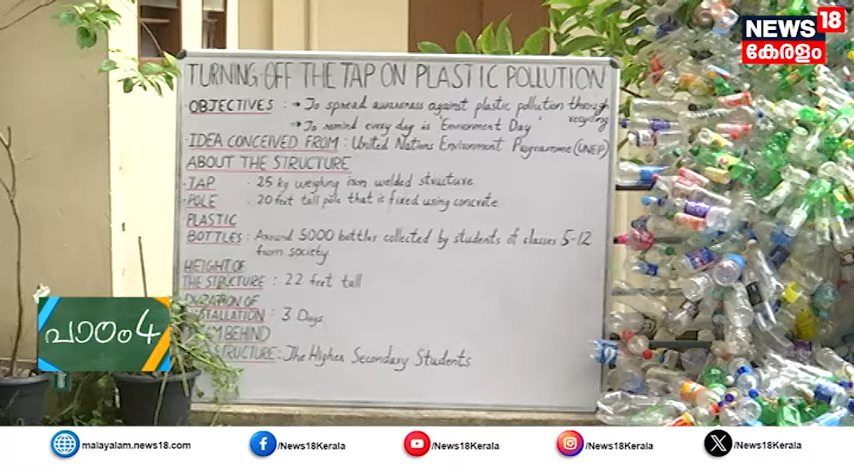 NEWS 18
കേരളം
TURNING OFF THE TAP ON PLASTIC POLLUTION
OBJECTIVES : → To spread awareness against plastic pollution through recycling
→ To remind every day is 'Environment Day'
IDEA CONCEIVED FROM : United Nations Environment Programme (UNEP)
ABOUT THE STRUCTURE
TAP : 25 kg weighing iron welded structure
POLE : 20 feet tall pole that is fixed using concrete
PLASTIC
BOTTLES : Around 5000 bottles collected by students of classes 5-12
from society
HEIGHT OF
THE STRUCTURE : 22 feet tall
DURATION OF
: 3 Days
BEHIND
STRUCTURE : The Higher Secondary Students
പാഠം 4
malayalam.news18.com /News18Kerala /News18Kerala /News18Kerala /News18Kerala